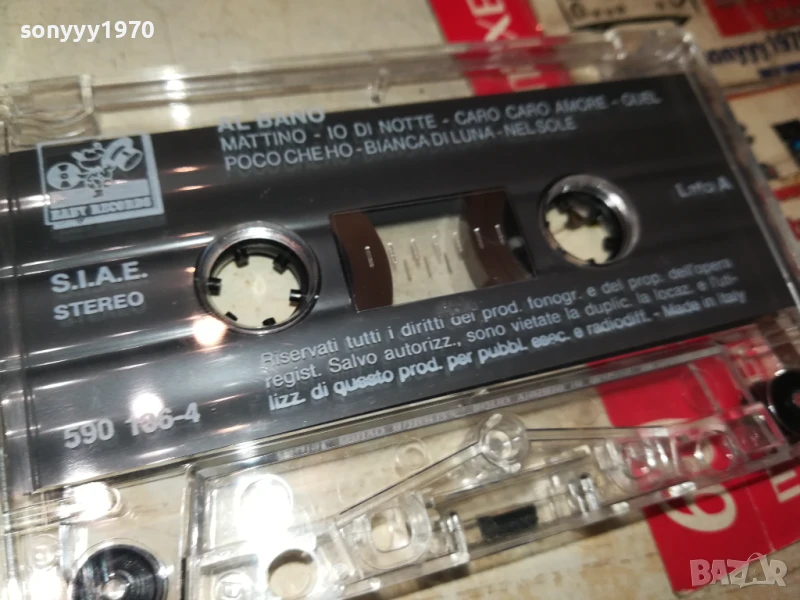 sonyyy1970
AL BANO
MATTINO - IO DI NOTTE - CARO CARO AMORE - QUEL
POCO CHE HO - BIANCA DI LUNA - NEL SOLE
BABY RECORDS
Lato A
S.I.A.E.
STEREO
Riservati tutti i diritti dei prod. fonogr. e del prop. dell'opera
regist. Salvo autorizz., sono vietate la duplic. la locaz. e l'uti-
lizz. di questo prod. per pubbl. esec. e radiodiff. - Made in Italy
590 186-4
BAZAR